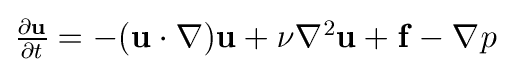 ∂𝐮/∂t = −(𝐮 · ∇)𝐮 + ν∇²𝐮 + 𝐟 − ∇p